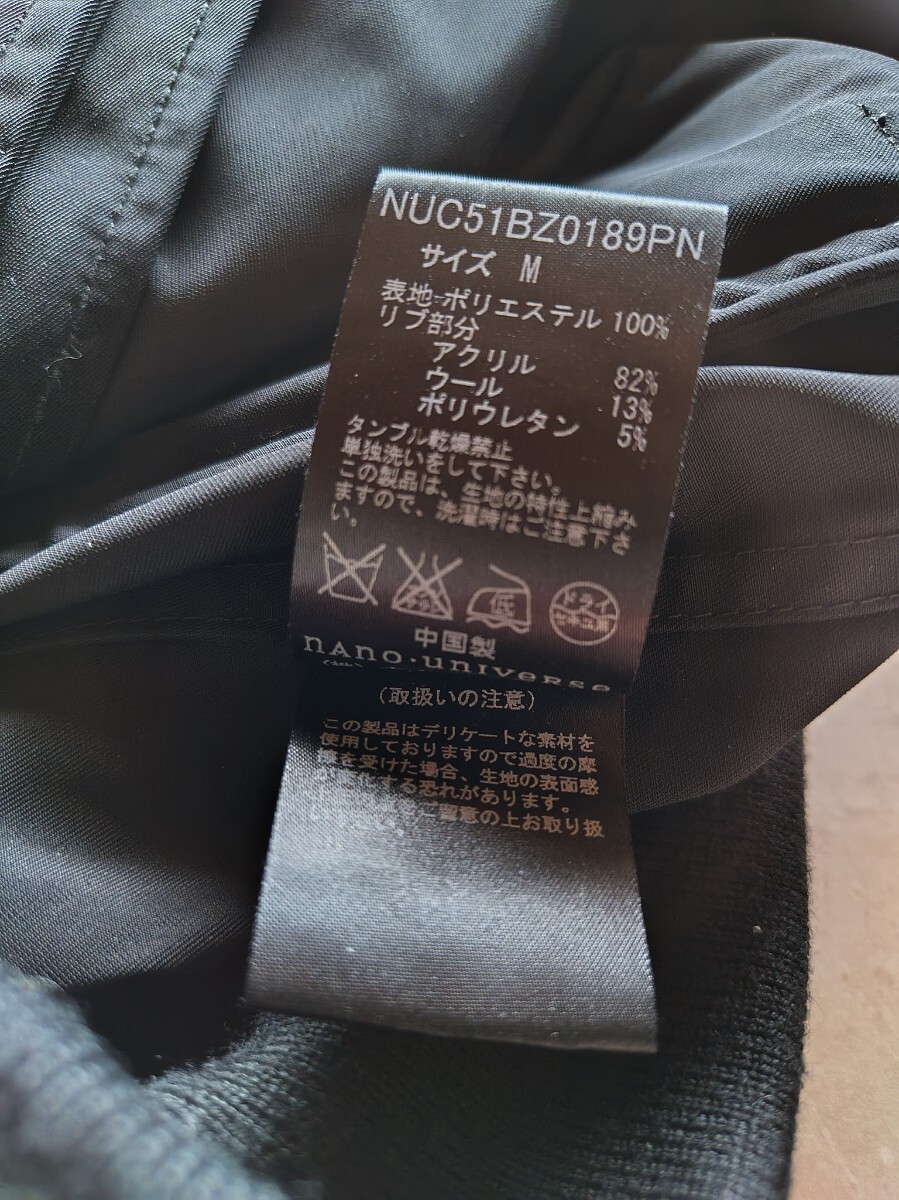 NUC51BZ0189PN
サイズ M
表地 ポリエステル 100%
リブ部分
アクリル 82%
ウール 13%
ポリウレタン 5%
タンブル乾燥禁止
単独洗いをして下さい。
この製品は、生地の特性上縮み
ますので、洗濯時はご注意下さ
い。
ドライ
セキユ系
中国製
nano・universe
(取扱いの注意)
この製品はデリケートな素材を
使用しておりますので過度の摩
擦を受けた場合、生地の表面感
する恐れがあります。
留意の上お取り扱